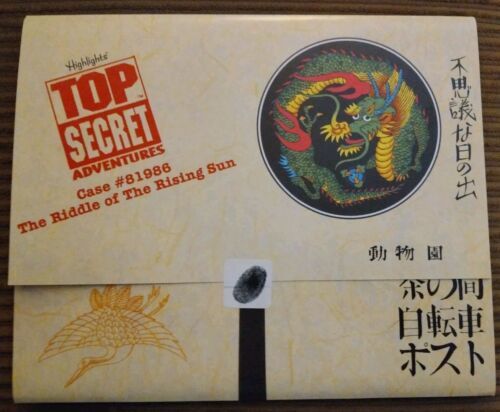 Highlights®
TOP
SECRET™
ADVENTURES
Case #81986
The Riddle of The Rising Sun
不思議な日の出
動物園
茶の間
自転車
ポスト